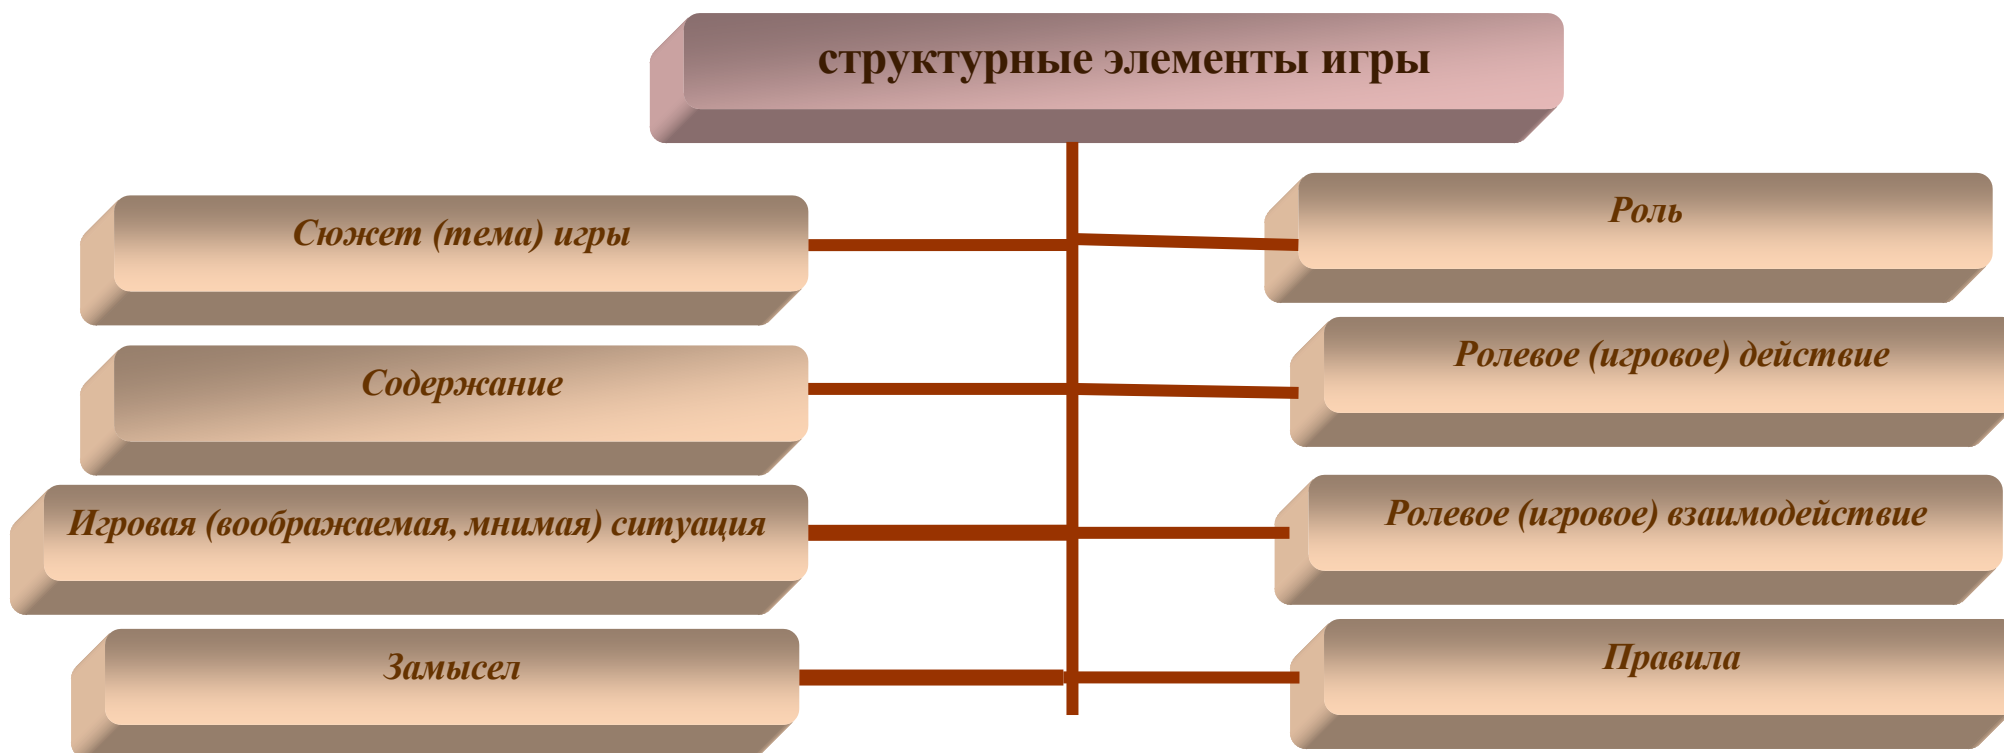 структурные элементы игры
Сюжет (тема) игры
Роль
Содержание
Ролевое (игровое) действие
Игровая (воображаемая, мнимая) ситуация
Ролевое (игровое) взаимодействие
Замысел
Правила